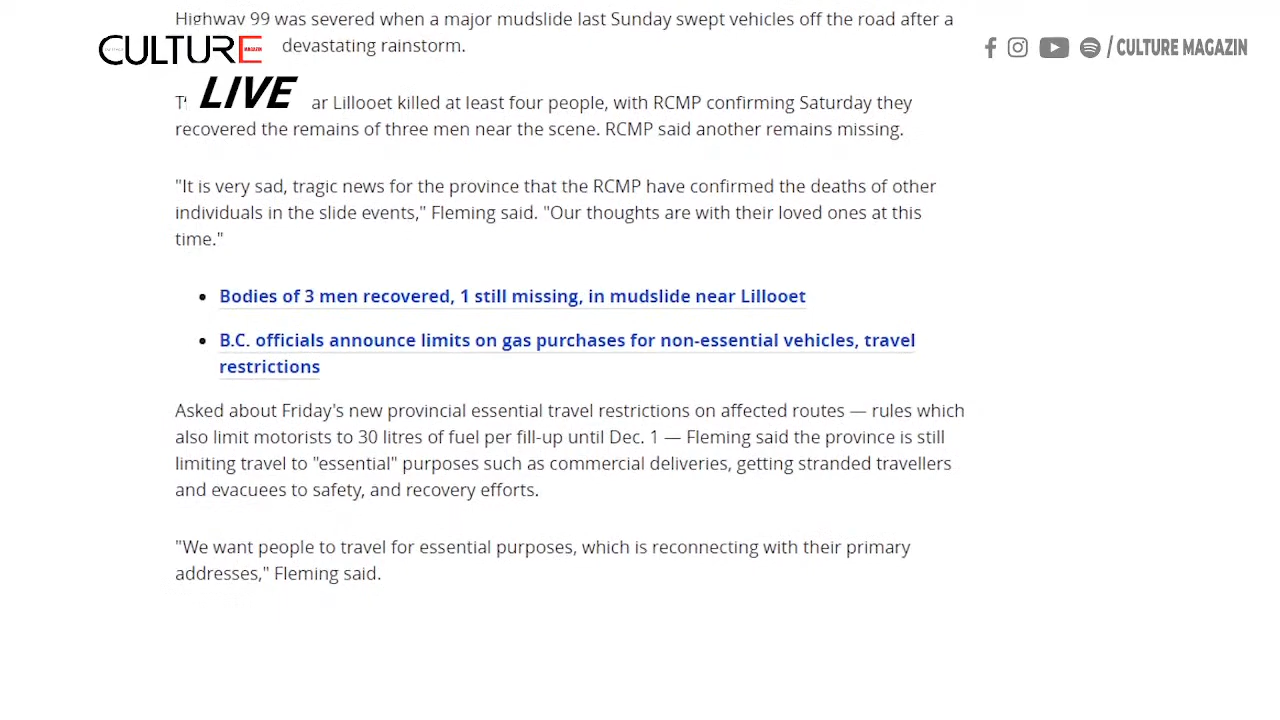 Highway 99 was severed when a major mudslide last Sunday swept vehicles off the road after a
devastating rainstorm.
CULTURE MAGAZIN
LIVE
/ CULTURE MAGAZIN
ar Lillooet killed at least four people, with RCMP confirming Saturday they
recovered the remains of three men near the scene. RCMP said another remains missing.
"It is very sad, tragic news for the province that the RCMP have confirmed the deaths of other
individuals in the slide events," Fleming said. "Our thoughts are with their loved ones at this
time."
• Bodies of 3 men recovered, 1 still missing, in mudslide near Lillooet
• B.C. officials announce limits on gas purchases for non-essential vehicles, travel
restrictions
Asked about Friday's new provincial essential travel restrictions on affected routes — rules which
also limit motorists to 30 litres of fuel per fill-up until Dec. 1 — Fleming said the province is still
limiting travel to "essential" purposes such as commercial deliveries, getting stranded travellers
and evacuees to safety, and recovery efforts.
"We want people to travel for essential purposes, which is reconnecting with their primary
addresses," Fleming said.